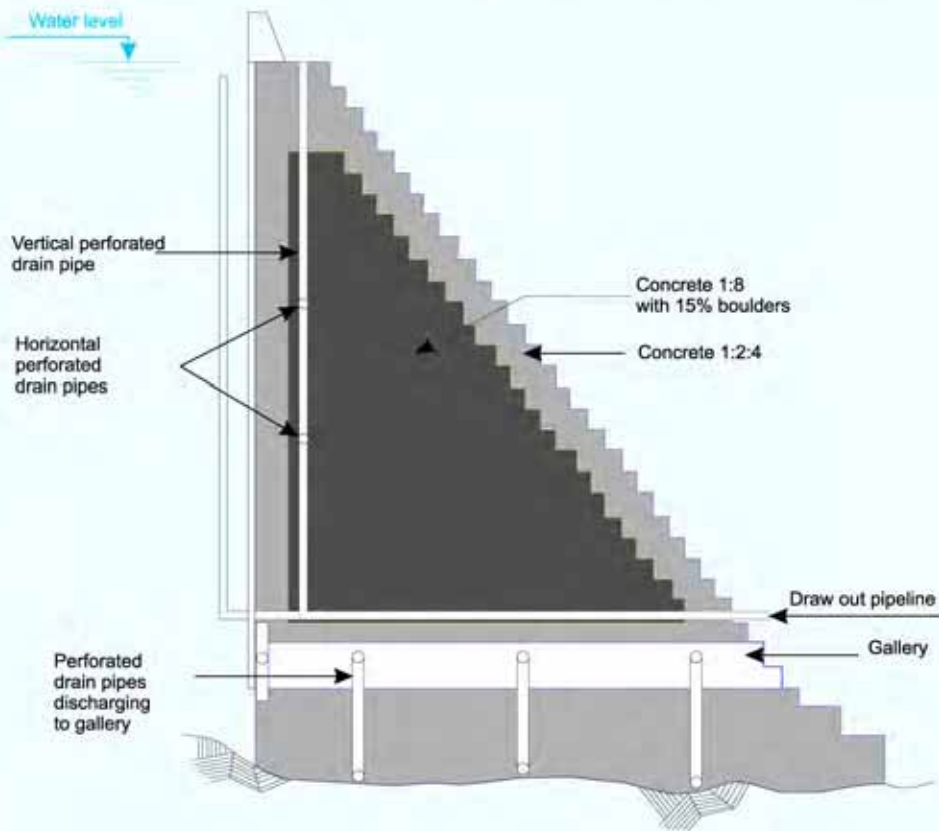 Water level
Vertical perforated
drain pipe
Concrete 1:8
with 15% boulders
Horizontal
perforated
drain pipes
Concrete 1:2:4
Draw out pipeline
Gallery
Perforated
drain pipes
discharging
to gallery